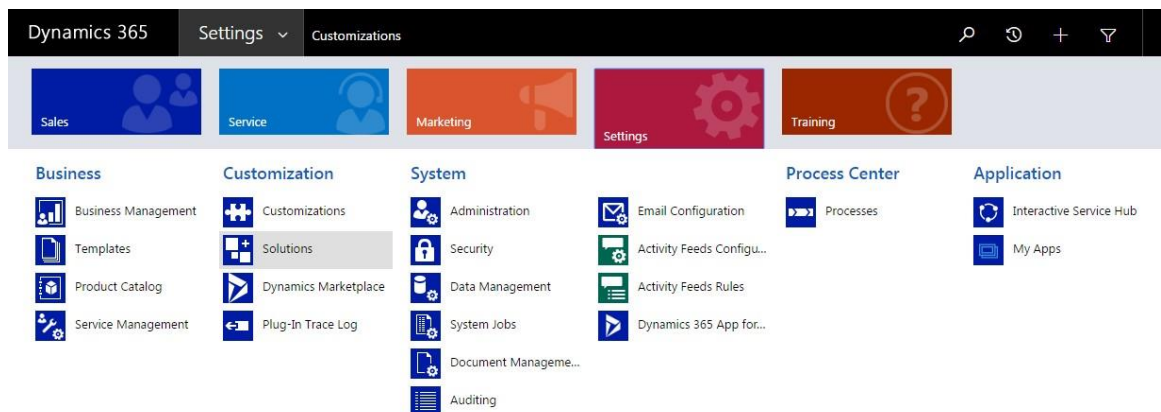 Dynamics 365 Settings Customizations
Sales Service Marketing Settings Training
Business
Business Management
Templates
Product Catalog
Service Management
Customization
Customizations
Solutions
Dynamics Marketplace
Plug-In Trace Log
System
Administration
Security
Data Management
System Jobs
Document Manageme...
Auditing
Email Configuration
Activity Feeds Configu...
Activity Feeds Rules
Dynamics 365 App for...
Process Center
Processes
Application
Interactive Service Hub
My Apps